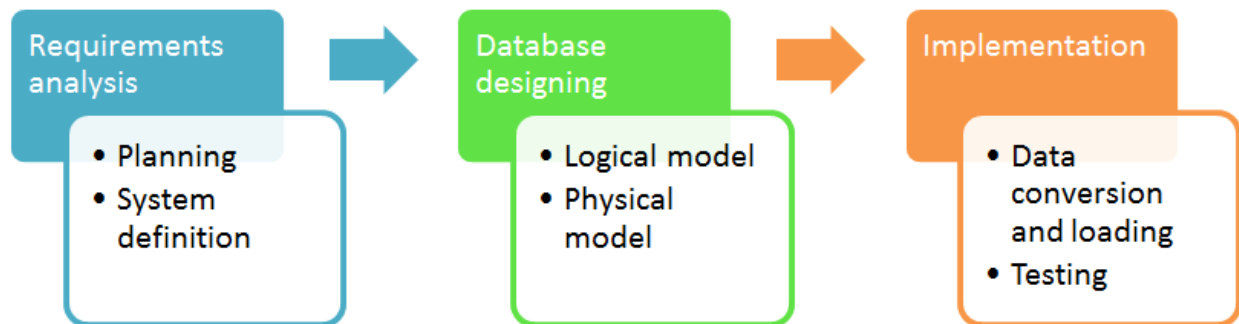 Requirements
analysis
• Planning
• System
definition
Database
designing
• Logical model
• Physical
model
Implementation
• Data
conversion
and loading
• Testing